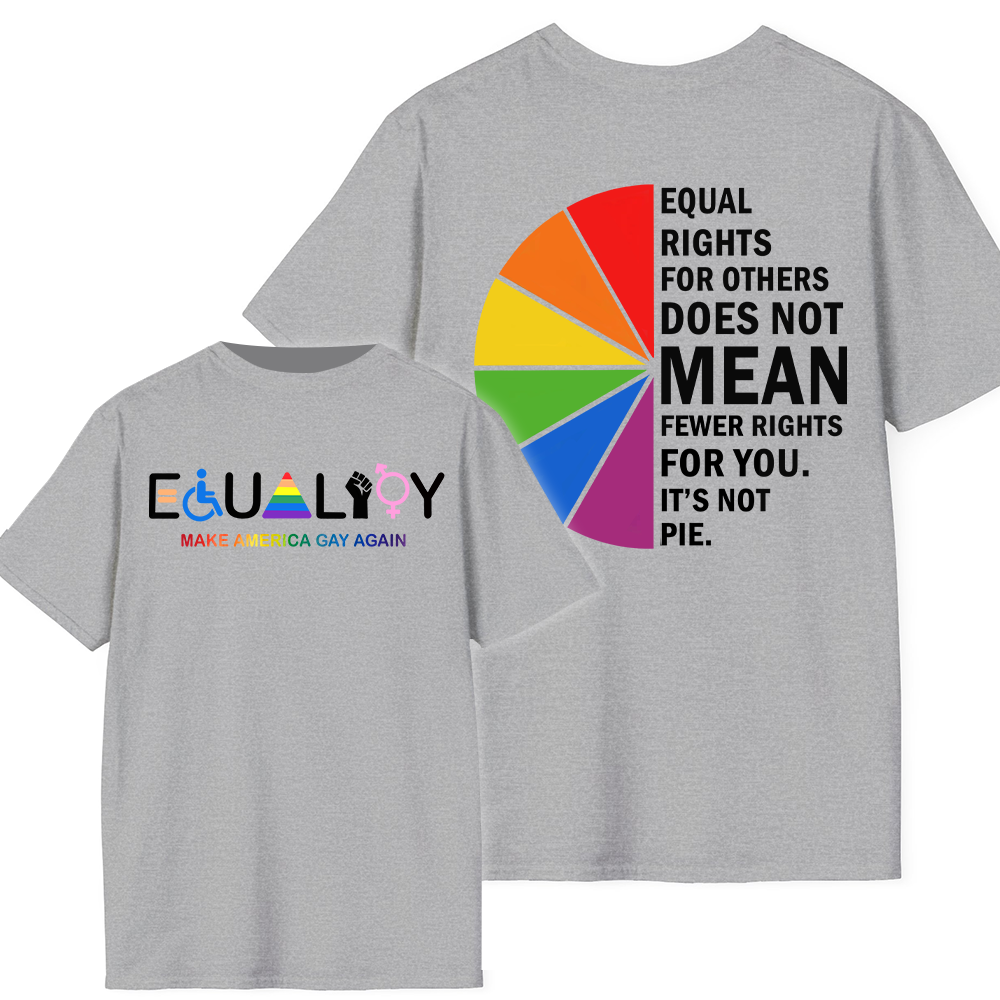 EQUALITY
MAKE AMERICA GAY AGAIN
EQUAL
RIGHTS
FOR OTHERS
DOES NOT
MEAN
FEWER RIGHTS
FOR YOU.
IT'S NOT
PIE.